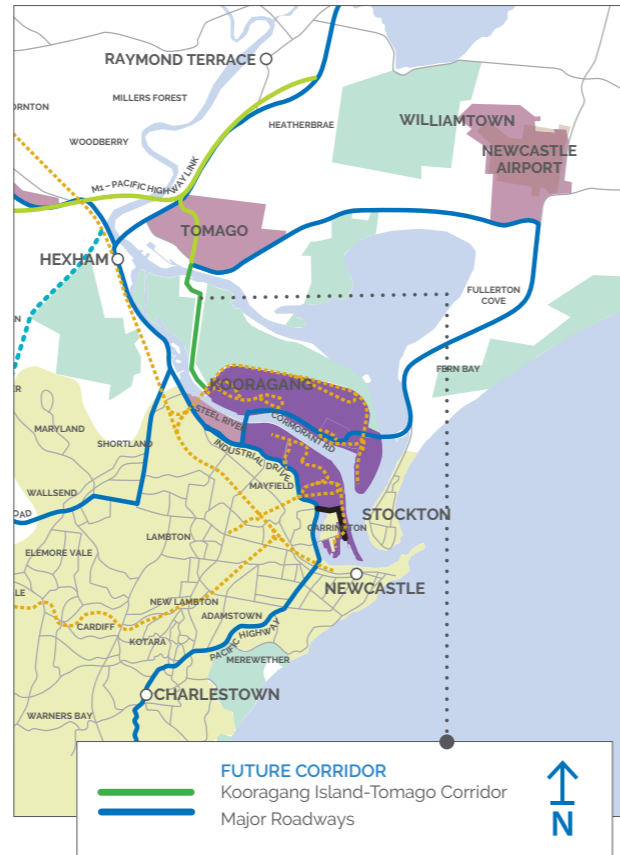 RAYMOND TERRACE
ORNTON
MILLERS FOREST
WOODBERRY
HEATHERBRAE
WILLIAMTOWN
NEWCASTLE
AIRPORT
M1–PACIFIC HIGHWAY LINK
TOMAGO
HEXHAM
FULLERTON
COVE
FERN BAY
KOORAGANG
STEEL RIVER
CORMORANT RD
INDUSTRIAL DRIVE
MARYLAND
SHORTLAND
MAYFIELD
WALLSEND
OAD
STOCKTON
CARRINGTON
LAMBTON
ELEMORE VALE
NEWCASTLE
LE
NEW LAMBTON
ADAMSTOWN
CARDIFF
KOTARA
PACIFIC HIGHWAY
MEREWETHER
CHARLESTOWN
WARNERS BAY
FUTURE CORRIDOR
Kooragang Island-Tomago Corridor
Major Roadways
N